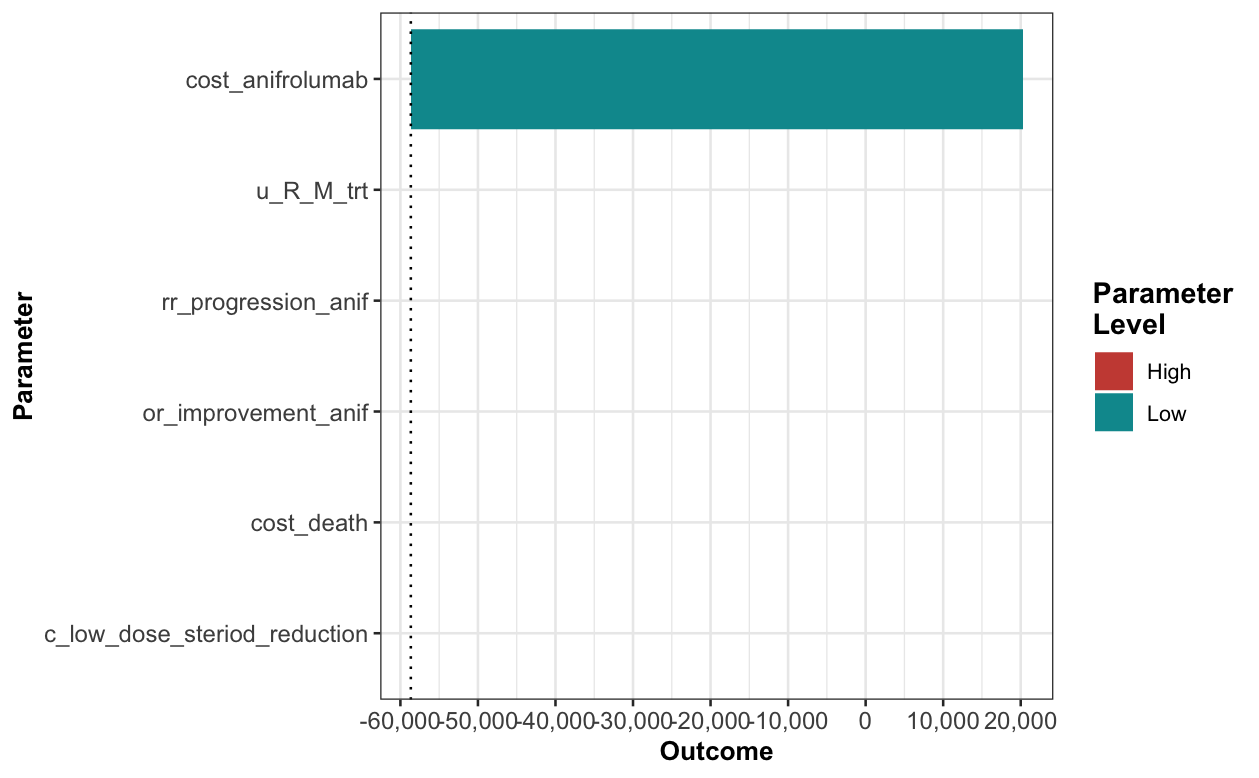 cost_anifrolumab
u_R_M_trt
rr_progression_anif
or_improvement_anif
cost_death
c_low_dose_steriod_reduction
Parameter
-60,000 -50,000 -40,000 -30,000 -20,000 -10,000 0 10,000 20,000
Outcome
Parameter
Level
High
Low